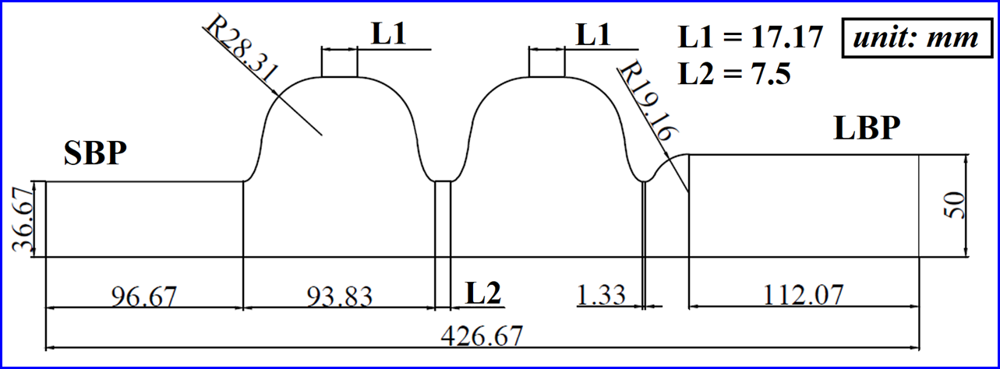 R28.31
L1
L1
L1 = 17.17
unit: mm
L2 = 7.5
R19.16
SBP
LBP
36.67
50
96.67
93.83
L2
1.33
112.07
426.67